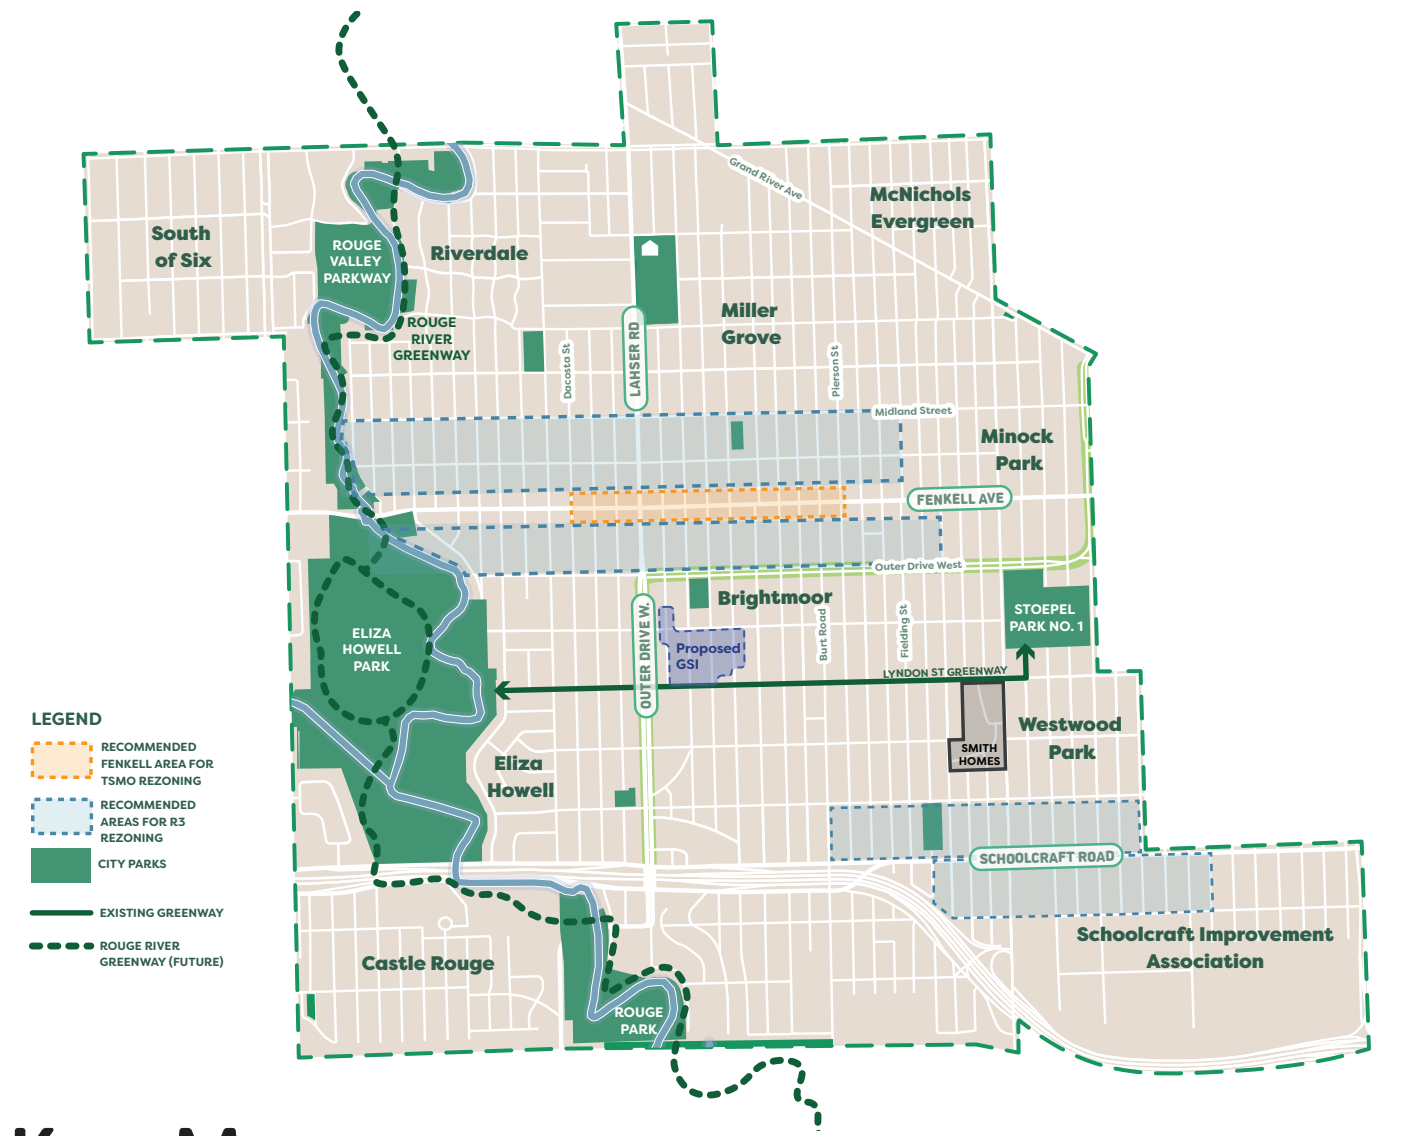 Grand River Ave
McNichols
Evergreen
South
of Six
ROUGE
VALLEY
PARKWAY
Riverdale
Miller
Grove
ROUGE
RIVER
GREENWAY
LAHSER RD
Dacosta St
Pierson St
Midland Street
Minock
Park
FENKELL AVE
Outer Drive West
Brightmoor
STOEPEL
PARK NO. 1
ELIZA
HOWELL
PARK
OUTER DRIVE W.
Proposed
GSI
Burt Road
Fielding St
LYNDON ST GREENWAY
Westwood
Park
SMITH
HOMES
Eliza
Howell
LEGEND
RECOMMENDED
FENKELL AREA FOR
TSMO REZONING
RECOMMENDED
AREAS FOR R3
REZONING
CITY PARKS
EXISTING GREENWAY
ROUGE RIVER
GREENWAY (FUTURE)
SCHOOLCRAFT ROAD
Schoolcraft Improvement
Association
Castle Rouge
ROUGE
PARK